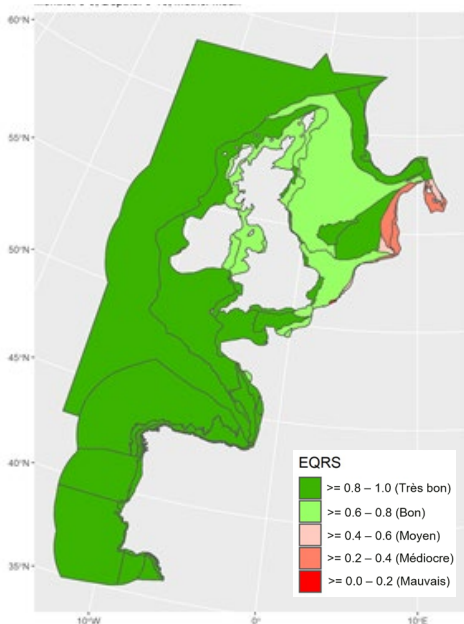 60°N
55°N
50°N
45°N
40°N
35°N
10°W
0°
10°E
EQRS
>= 0.8 – 1.0 (Très bon)
>= 0.6 – 0.8 (Bon)
>= 0.4 – 0.6 (Moyen)
>= 0.2 – 0.4 (Médiocre)
>= 0.0 – 0.2 (Mauvais)